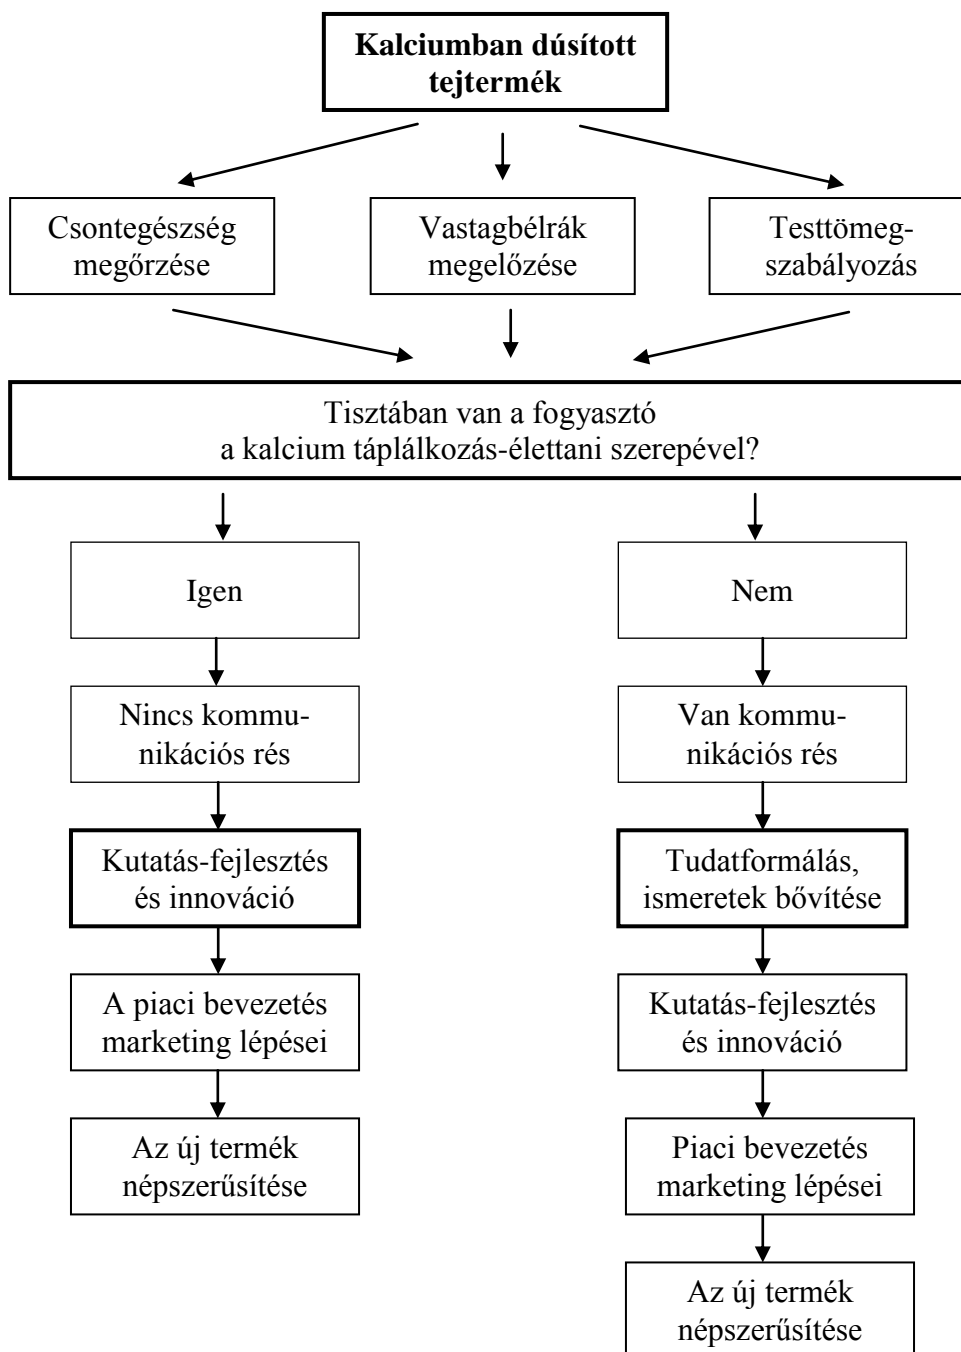 Kalciumban dúsított
tejtermék
Csontegészség
megőrzése
Vastagbélrák
megelőzése
Testtömeg-
szabályozás
Tisztában van a fogyasztó
a kalcium táplálkozás-élettani szerepével?
Igen
Nem
Nincs kommu-
nikációs rés
Van kommu-
nikációs rés
Kutatás-fejlesztés
és innováció
Tudatformálás,
ismeretek bővítése
A piaci bevezetés
marketing lépései
Kutatás-fejlesztés
és innováció
Az új termék
népszerűsítése
Piaci bevezetés
marketing lépései
Az új termék
népszerűsítése